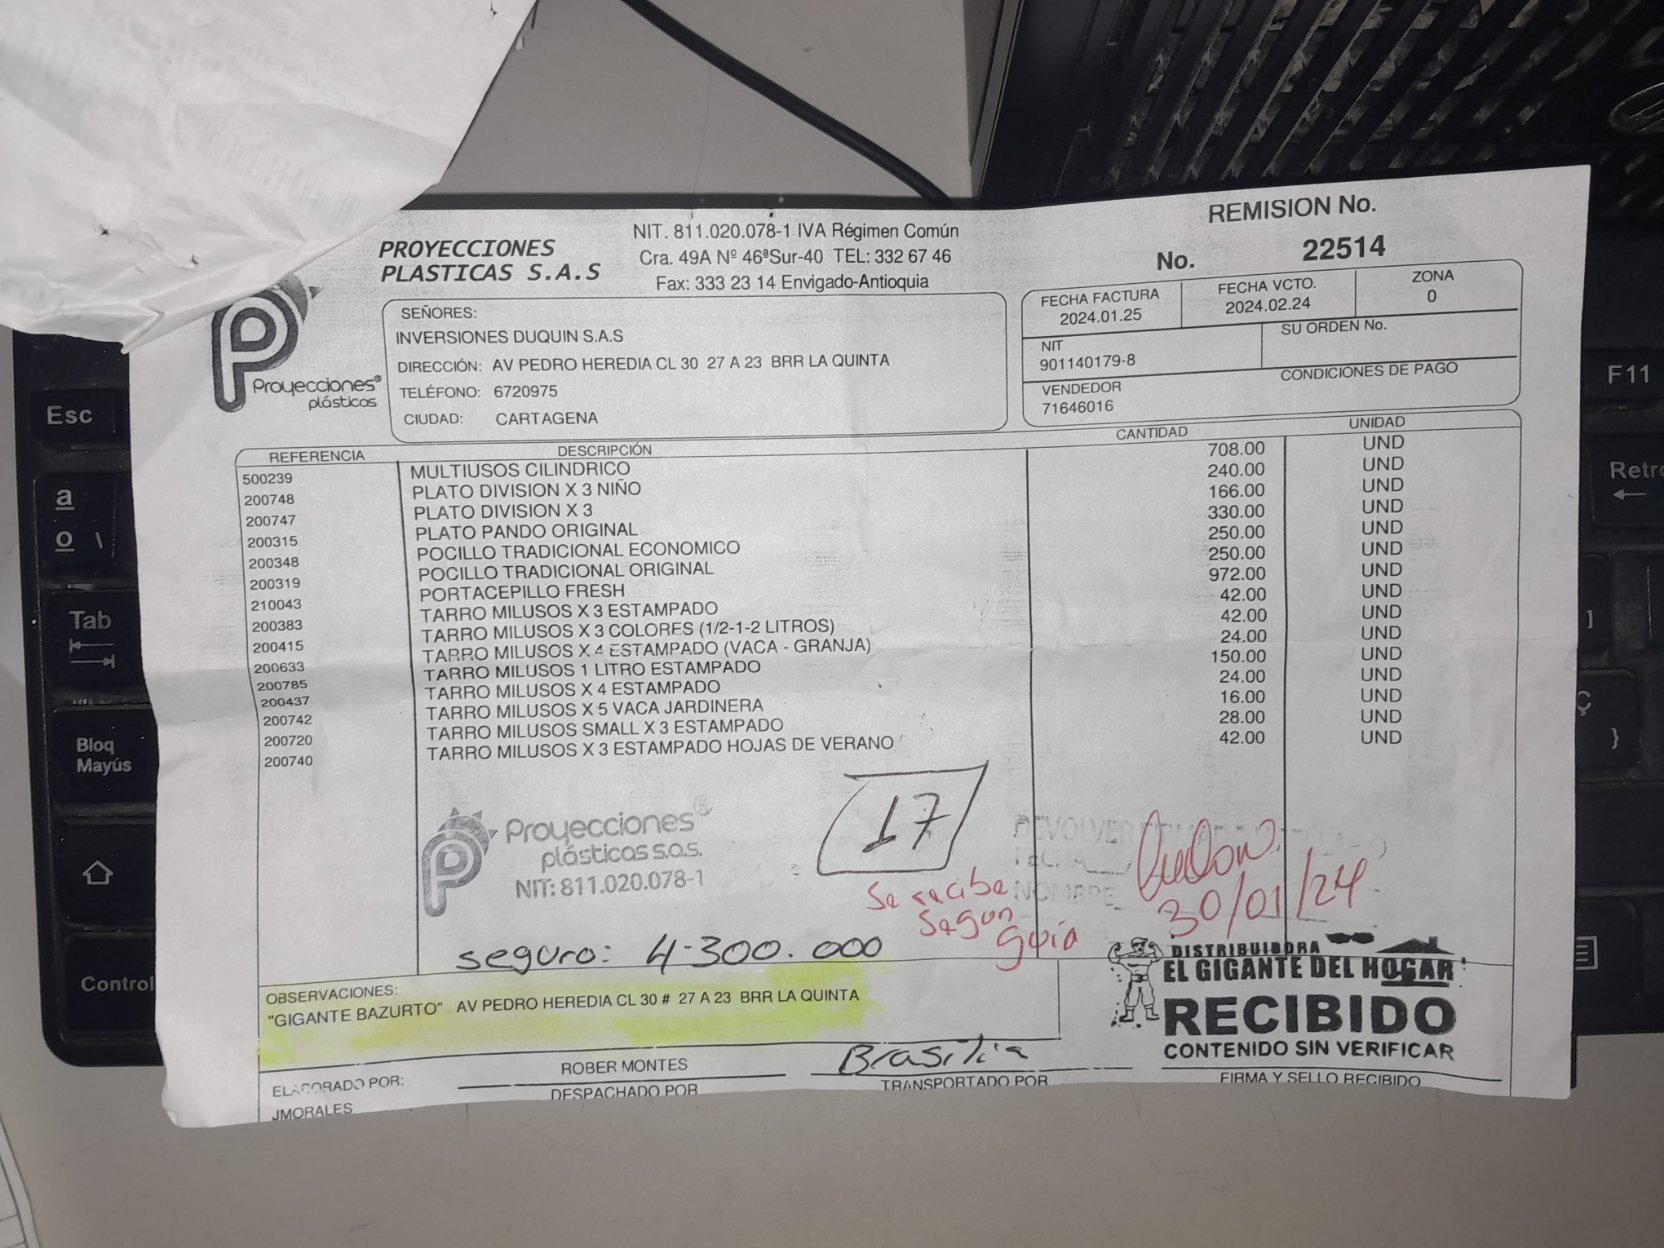 REMISION No.
No. 22514
PROYECCIONES
PLASTICAS S.A.S
NIT. 811.020.078-1 IVA Régimen Común
Cra. 49A Nº 46ªSur-40 TEL: 332 67 46
Fax: 333 23 14 Envigado-Antioquia
Proyecciones®
plásticas
SEÑORES:
INVERSIONES DUQUIN S.A.S
DIRECCIÓN: AV PEDRO HEREDIA CL 30 27 A 23 BRR LA QUINTA
TELÉFONO: 6720975
CIUDAD: CARTAGENA
FECHA FACTURA FECHA VCTO. ZONA
2024.01.25 2024.02.24 0
NIT SU ORDEN No.
901140179-8
VENDEDOR CONDICIONES DE PAGO
71646016
REFERENCIA DESCRIPCIÓN CANTIDAD UNIDAD
500239 MULTIUSOS CILINDRICO 708.00 UND
200748 PLATO DIVISION X 3 NIÑO 240.00 UND
200747 PLATO DIVISION X 3 166.00 UND
200315 PLATO PANDO ORIGINAL 330.00 UND
200348 POCILLO TRADICIONAL ECONOMICO 250.00 UND
200319 POCILLO TRADICIONAL ORIGINAL 250.00 UND
210043 PORTACEPILLO FRESH 972.00 UND
200383 TARRO MILUSOS X 3 ESTAMPADO 42.00 UND
200415 TARRO MILUSOS X 3 COLORES (1/2-1-2 LITROS) 42.00 UND
200633 TARRO MILUSOS X 4 ESTAMPADO (VACA - GRANJA) 24.00 UND
200785 TARRO MILUSOS 1 LITRO ESTAMPADO 150.00 UND
200437 TARRO MILUSOS X 4 ESTAMPADO 24.00 UND
200742 TARRO MILUSOS X 5 VACA JARDINERA 16.00 UND
200720 TARRO MILUSOS SMALL X 3 ESTAMPADO 28.00 UND
200740 TARRO MILUSOS X 3 ESTAMPADO HOJAS DE VERANO 42.00 UND
Proyecciones®
plásticas s.a.s.
NIT: 811.020.078-1
17
DEVOLVER
NOMBRE
Se recibe
Segun
guia
30/01/24
seguro: 4-300.000
DISTRIBUIDORA
EL GIGANTE DEL HOGAR
RECIBIDO
CONTENIDO SIN VERIFICAR
OBSERVACIONES:
"GIGANTE BAZURTO" AV PEDRO HEREDIA CL 30 # 27 A 23 BRR LA QUINTA
ELABORADO POR:
JMORALES
ROBER MONTES
DESPACHADO POR
Brasilia
TRANSPORTADO POR
FIRMA Y SELLO RECIBIDO
Esc
a
o \
Tab
Bloq
Mayús
Control
F11
Retro
]
Ç
}